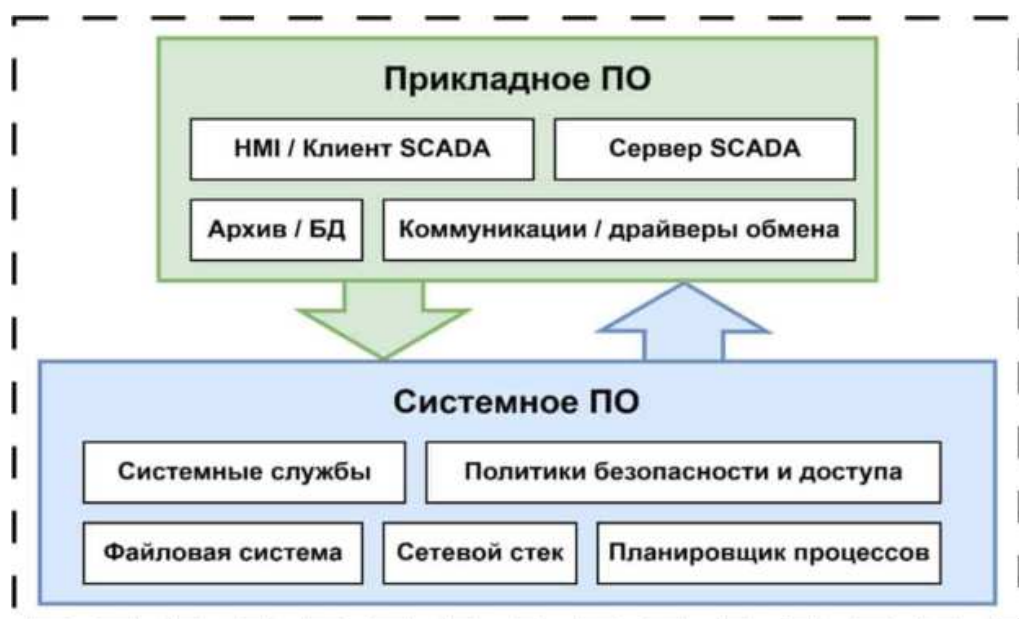 Прикладное ПО
HMI / Клиент SCADA
Сервер SCADA
Архив / БД
Коммуникации / драйверы обмена
Системное ПО
Системные службы
Политики безопасности и доступа
Файловая система
Сетевой стек
Планировщик процессов